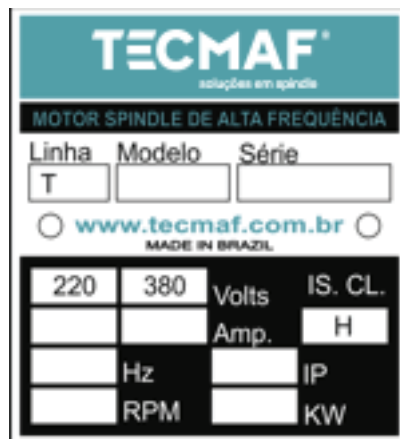 TECMAF
soluções em spindle
MOTOR SPINDLE DE ALTA FREQUÊNCIA
Linha Modelo Série
T
www.tecmaf.com.br
MADE IN BRAZIL
220 380 Volts IS. CL.
Amp. H
Hz IP
RPM KW